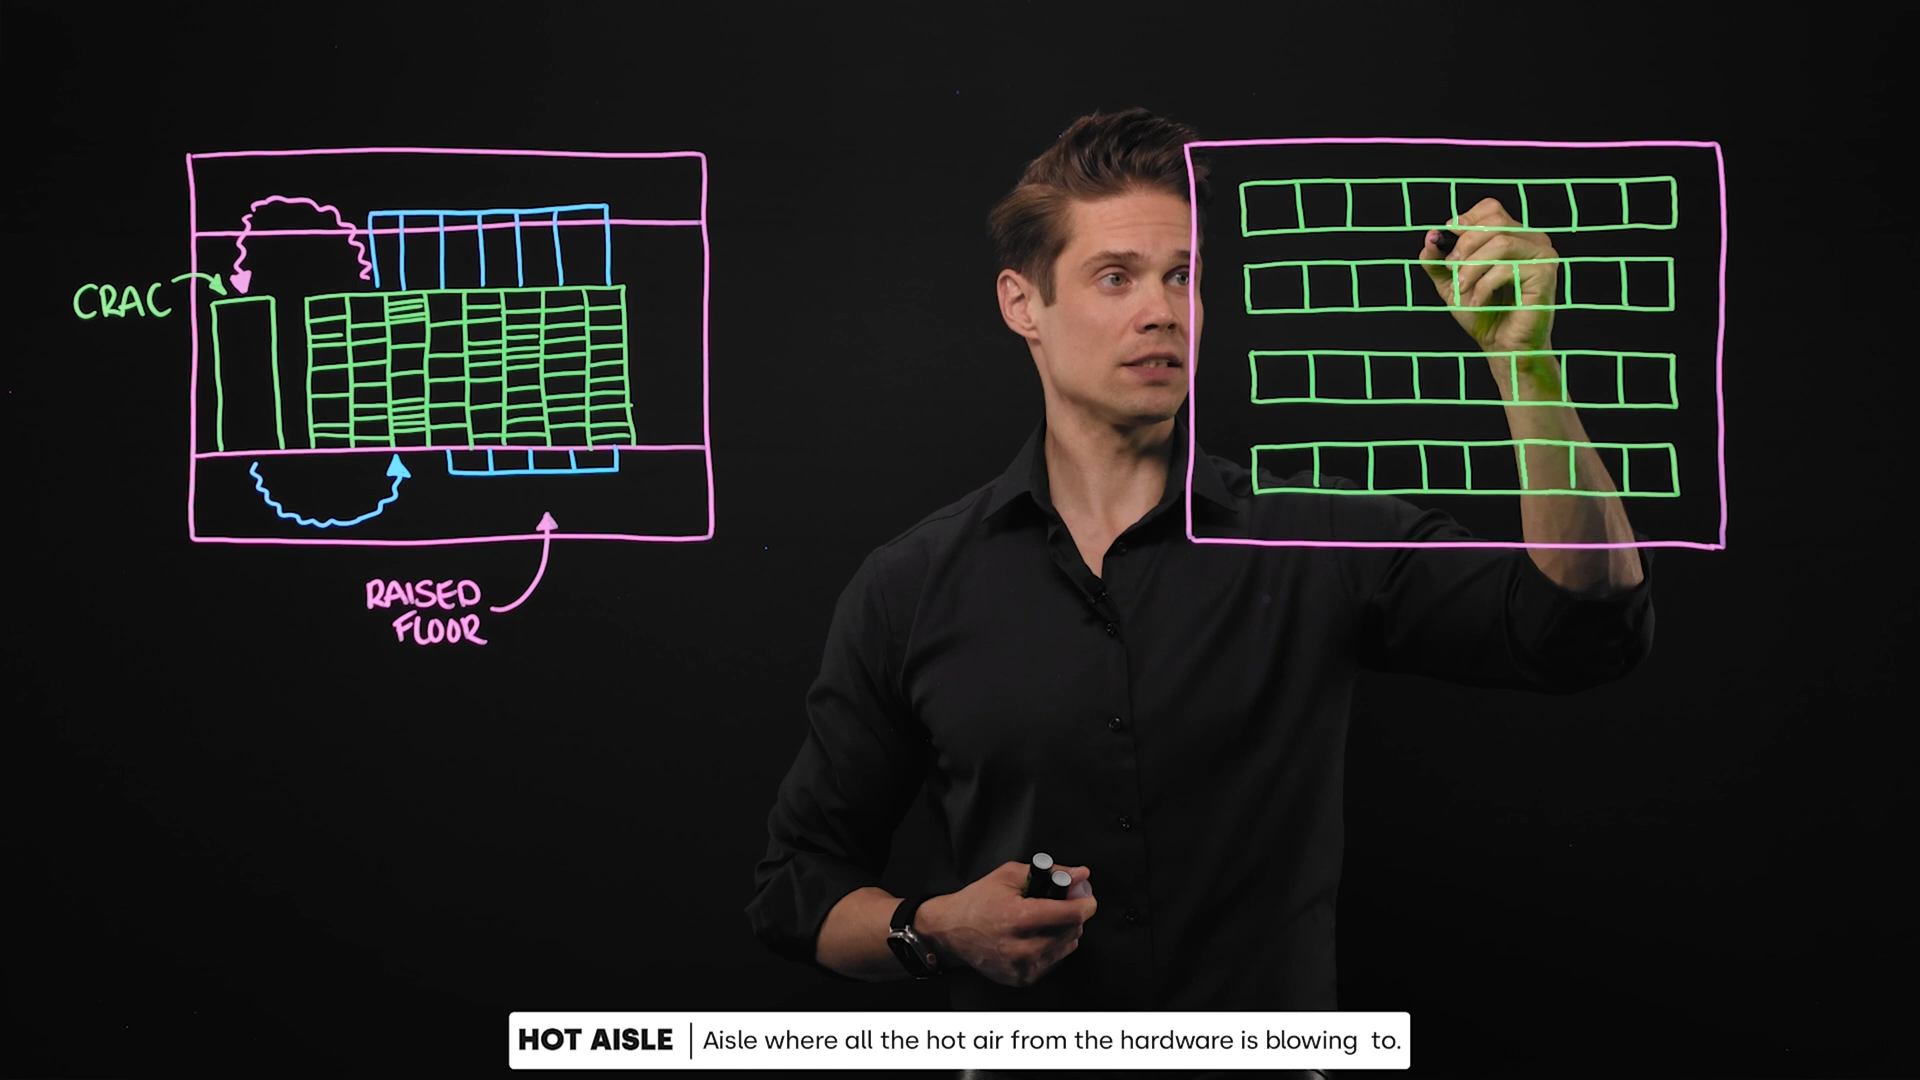 CRAC
RAISED
FLOOR
HOT AISLE | Aisle where all the hot air from the hardware is blowing to.